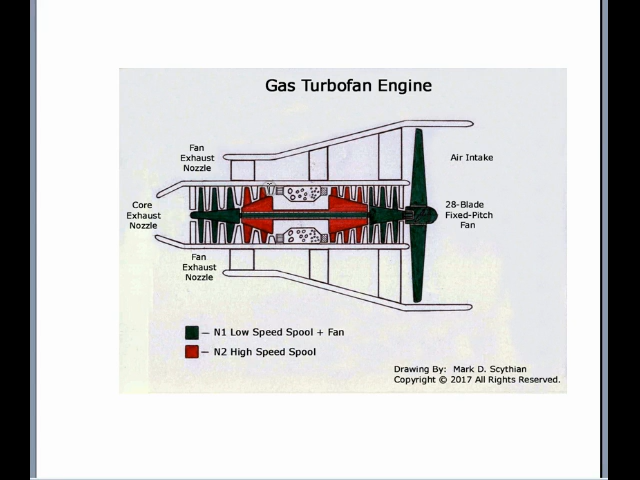 Gas Turbofan Engine
Fan
Exhaust
Nozzle
Air Intake
Core
Exhaust
Nozzle
28-Blade
Fixed-Pitch
Fan
Fan
Exhaust
Nozzle
— N1 Low Speed Spool + Fan
— N2 High Speed Spool
Drawing By: Mark D. Scythian
Copyright © 2017 All Rights Reserved.